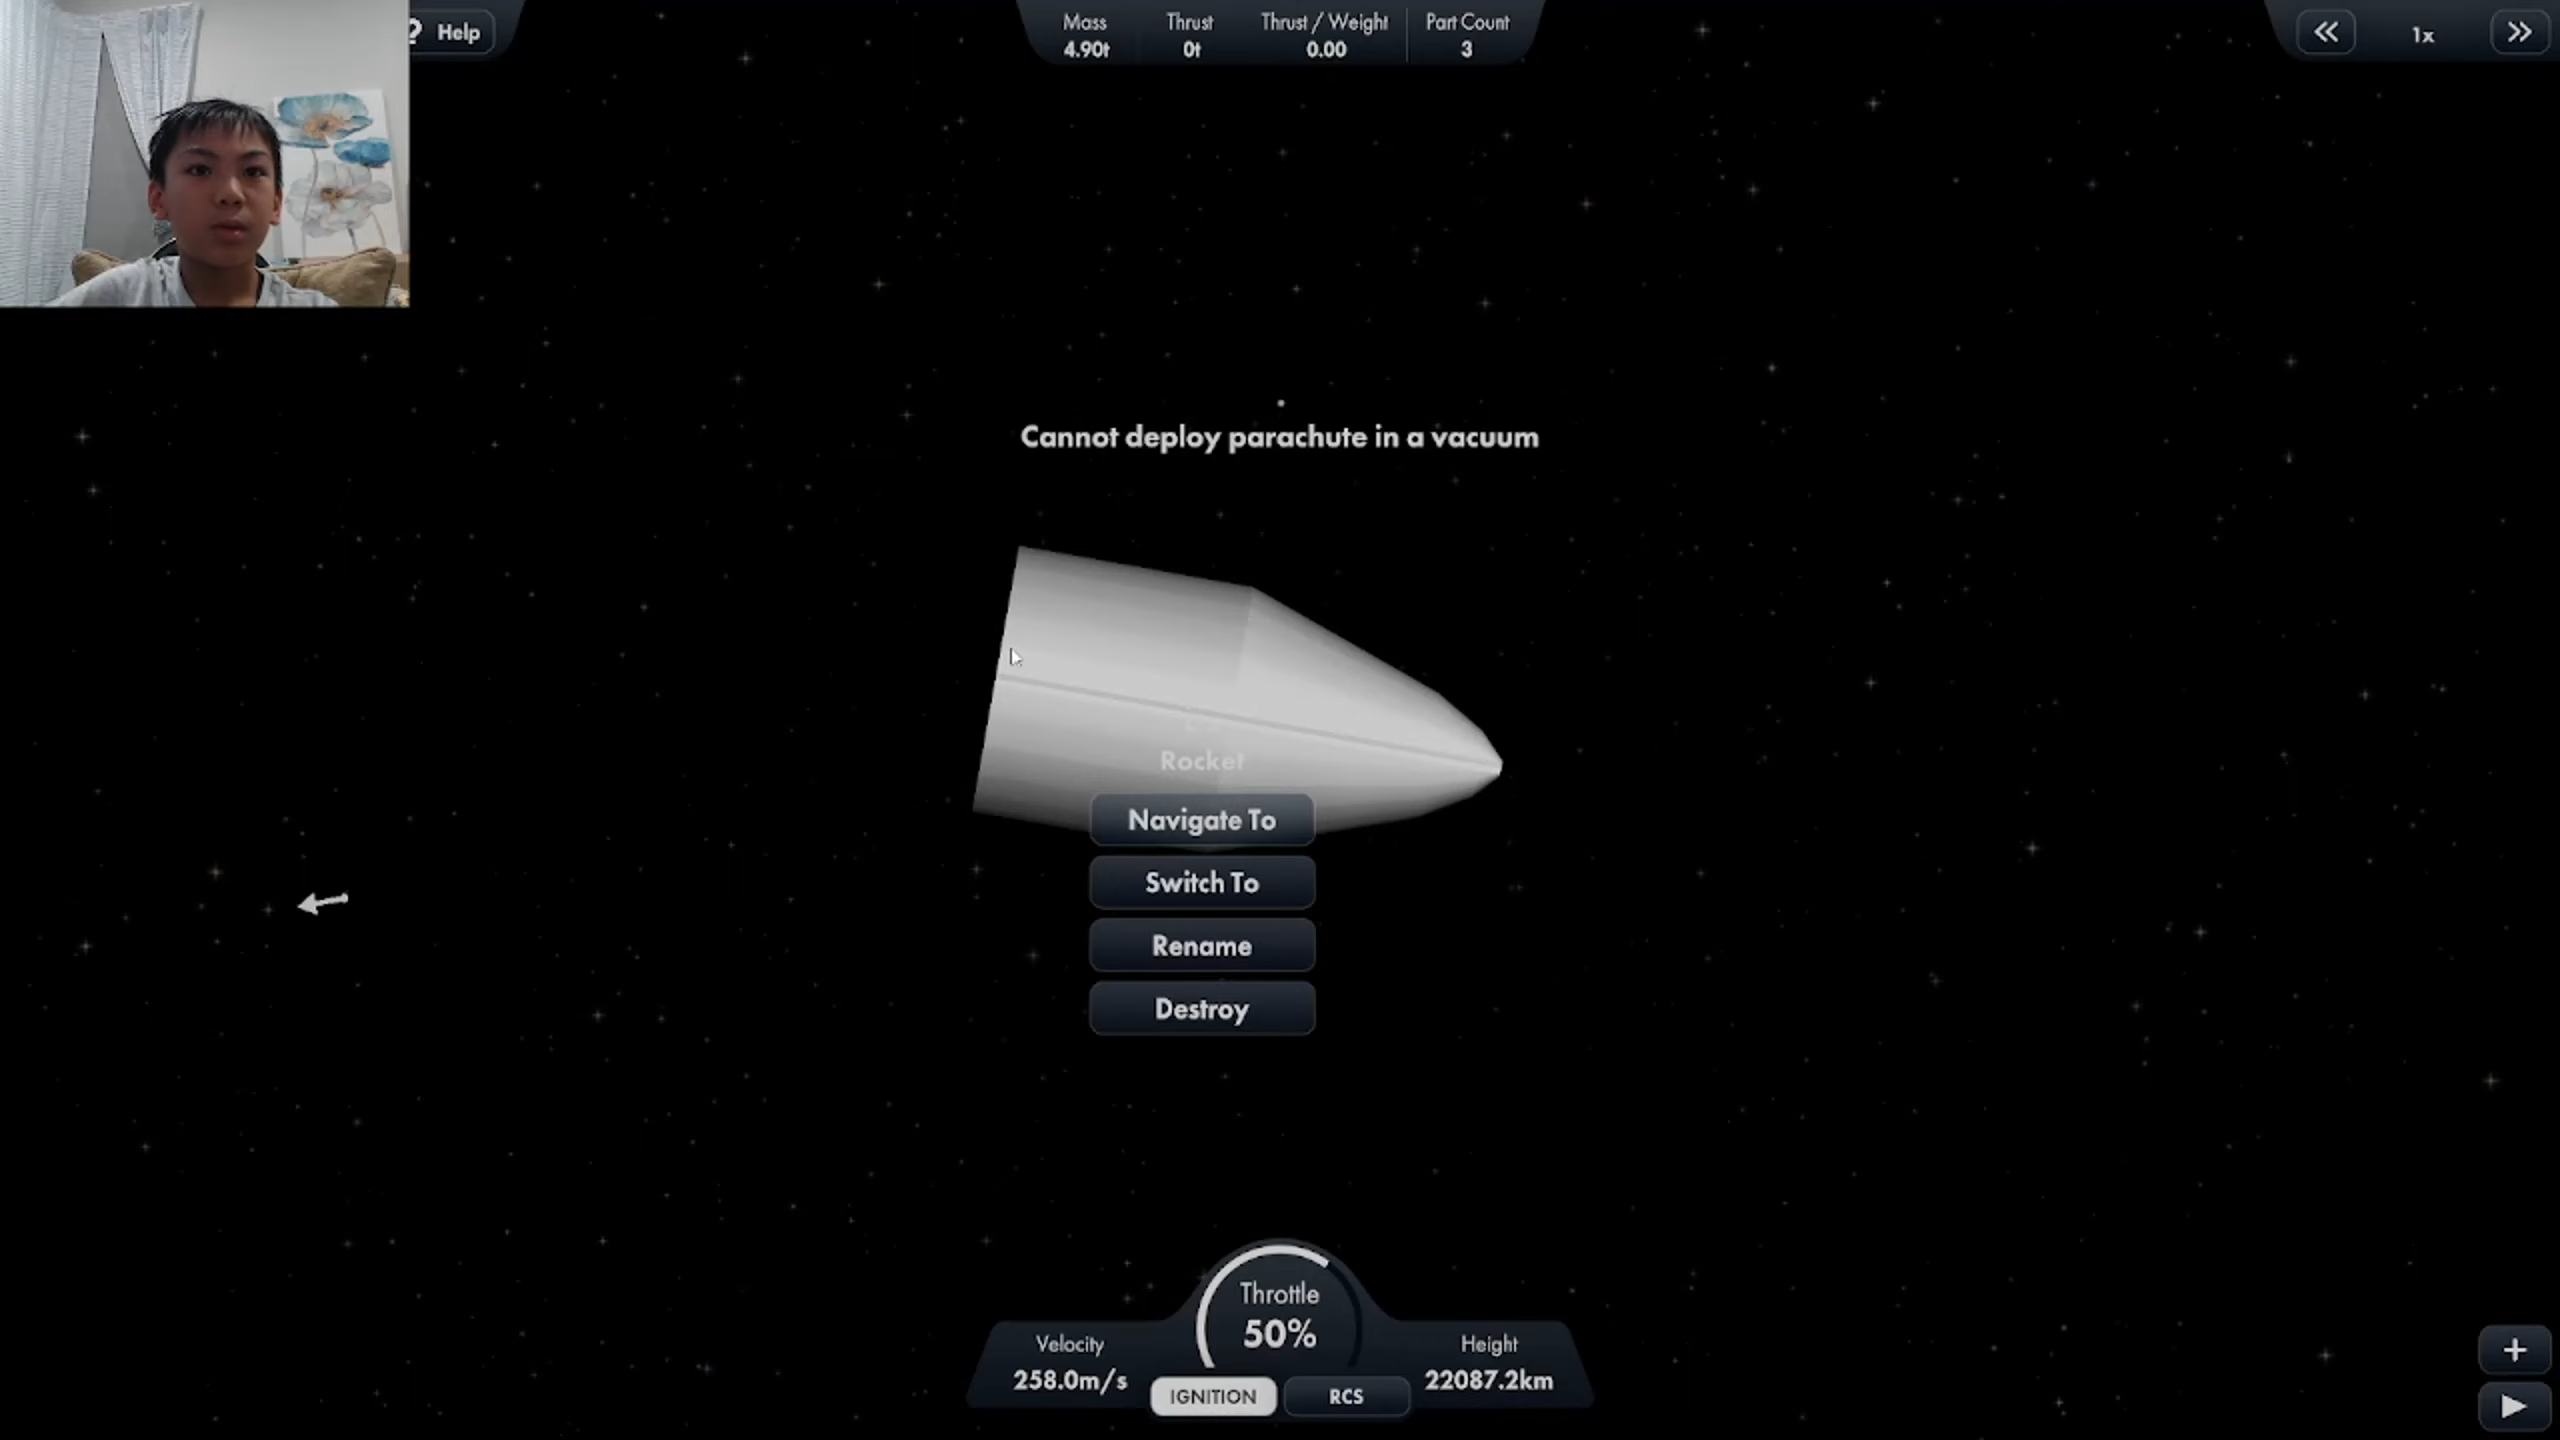 ? Help
Mass
4.90t
Thrust
0t
Thrust / Weight
0.00
Part Count
3
1x
Cannot deploy parachute in a vacuum
Rocket
Navigate To
Switch To
Rename
Destroy
Throttle
50%
Velocity
258.0m/s
Height
22087.2km
IGNITION
RCS